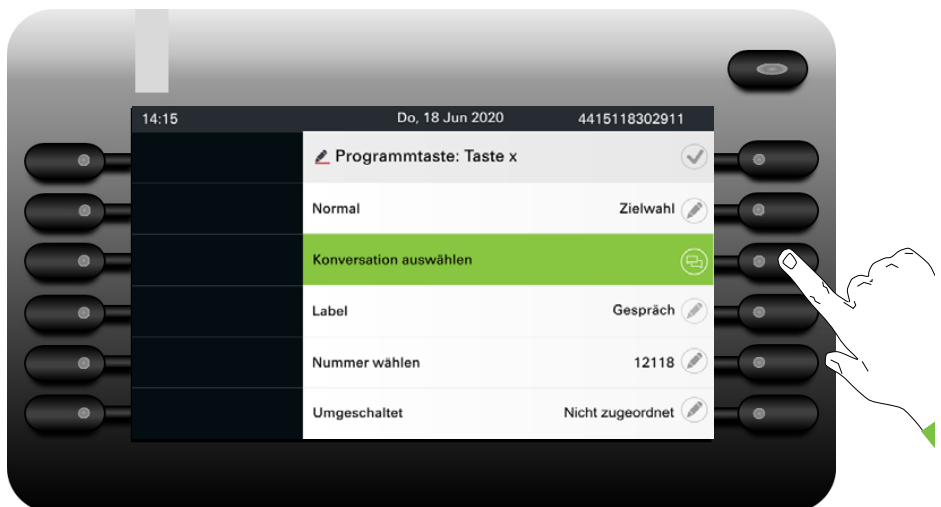 14:15 Do, 18 Jun 2020 4415118302911
Programmtaste: Taste x
Normal Zielwahl
Konversation auswählen
Label Gespräch
Nummer wählen 12118
Umgeschaltet Nicht zugeordnet